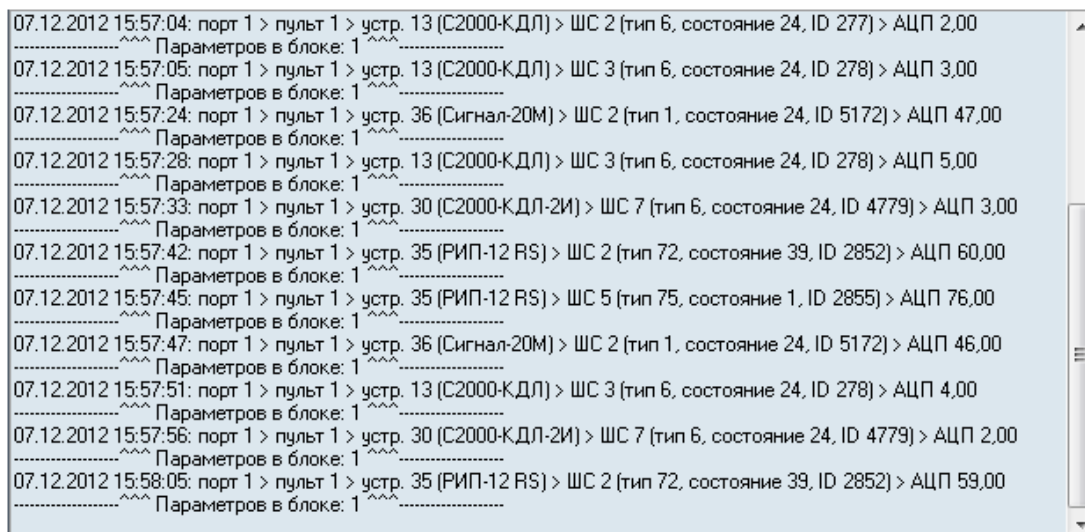 07.12.2012 15:57:04: порт 1 > пульт 1 > устр. 13 (С2000-КДЛ) > ШС 2 (тип 6, состояние 24, ID 277) > АЦП 2,00
--------------------^^^ Параметров в блоке: 1 ^^^--------------------
07.12.2012 15:57:05: порт 1 > пульт 1 > устр. 13 (С2000-КДЛ) > ШС 3 (тип 6, состояние 24, ID 278) > АЦП 3,00
--------------------^^^ Параметров в блоке: 1 ^^^--------------------
07.12.2012 15:57:24: порт 1 > пульт 1 > устр. 36 (Сигнал-20М) > ШС 2 (тип 1, состояние 24, ID 5172) > АЦП 47,00
--------------------^^^ Параметров в блоке: 1 ^^^--------------------
07.12.2012 15:57:28: порт 1 > пульт 1 > устр. 13 (С2000-КДЛ) > ШС 3 (тип 6, состояние 24, ID 278) > АЦП 5,00
--------------------^^^ Параметров в блоке: 1 ^^^--------------------
07.12.2012 15:57:33: порт 1 > пульт 1 > устр. 30 (С2000-КДЛ-2И) > ШС 7 (тип 6, состояние 24, ID 4779) > АЦП 3,00
--------------------^^^ Параметров в блоке: 1 ^^^--------------------
07.12.2012 15:57:42: порт 1 > пульт 1 > устр. 35 (РИП-12 RS) > ШС 2 (тип 72, состояние 39, ID 2852) > АЦП 60,00
--------------------^^^ Параметров в блоке: 1 ^^^--------------------
07.12.2012 15:57:45: порт 1 > пульт 1 > устр. 35 (РИП-12 RS) > ШС 5 (тип 75, состояние 1, ID 2855) > АЦП 76,00
--------------------^^^ Параметров в блоке: 1 ^^^--------------------
07.12.2012 15:57:47: порт 1 > пульт 1 > устр. 36 (Сигнал-20М) > ШС 2 (тип 1, состояние 24, ID 5172) > АЦП 46,00
--------------------^^^ Параметров в блоке: 1 ^^^--------------------
07.12.2012 15:57:51: порт 1 > пульт 1 > устр. 13 (С2000-КДЛ) > ШС 3 (тип 6, состояние 24, ID 278) > АЦП 4,00
--------------------^^^ Параметров в блоке: 1 ^^^--------------------
07.12.2012 15:57:56: порт 1 > пульт 1 > устр. 30 (С2000-КДЛ-2И) > ШС 7 (тип 6, состояние 24, ID 4779) > АЦП 2,00
--------------------^^^ Параметров в блоке: 1 ^^^--------------------
07.12.2012 15:58:05: порт 1 > пульт 1 > устр. 35 (РИП-12 RS) > ШС 2 (тип 72, состояние 39, ID 2852) > АЦП 59,00
--------------------^^^ Параметров в блоке: 1 ^^^--------------------